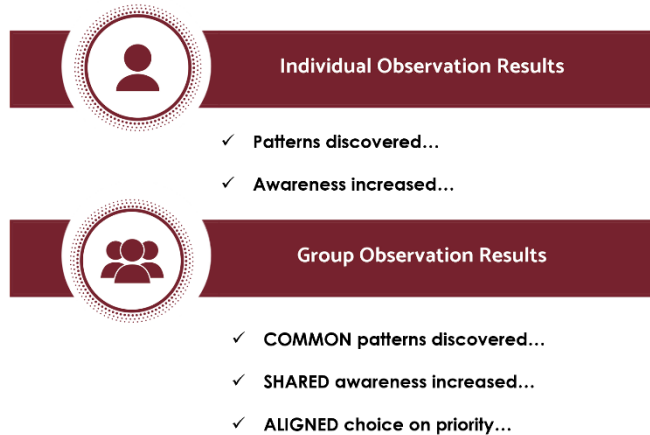 Individual Observation Results
✓ Patterns discovered…
✓ Awareness increased…
Group Observation Results
✓ COMMON patterns discovered…
✓ SHARED awareness increased…
✓ ALIGNED choice on priority…